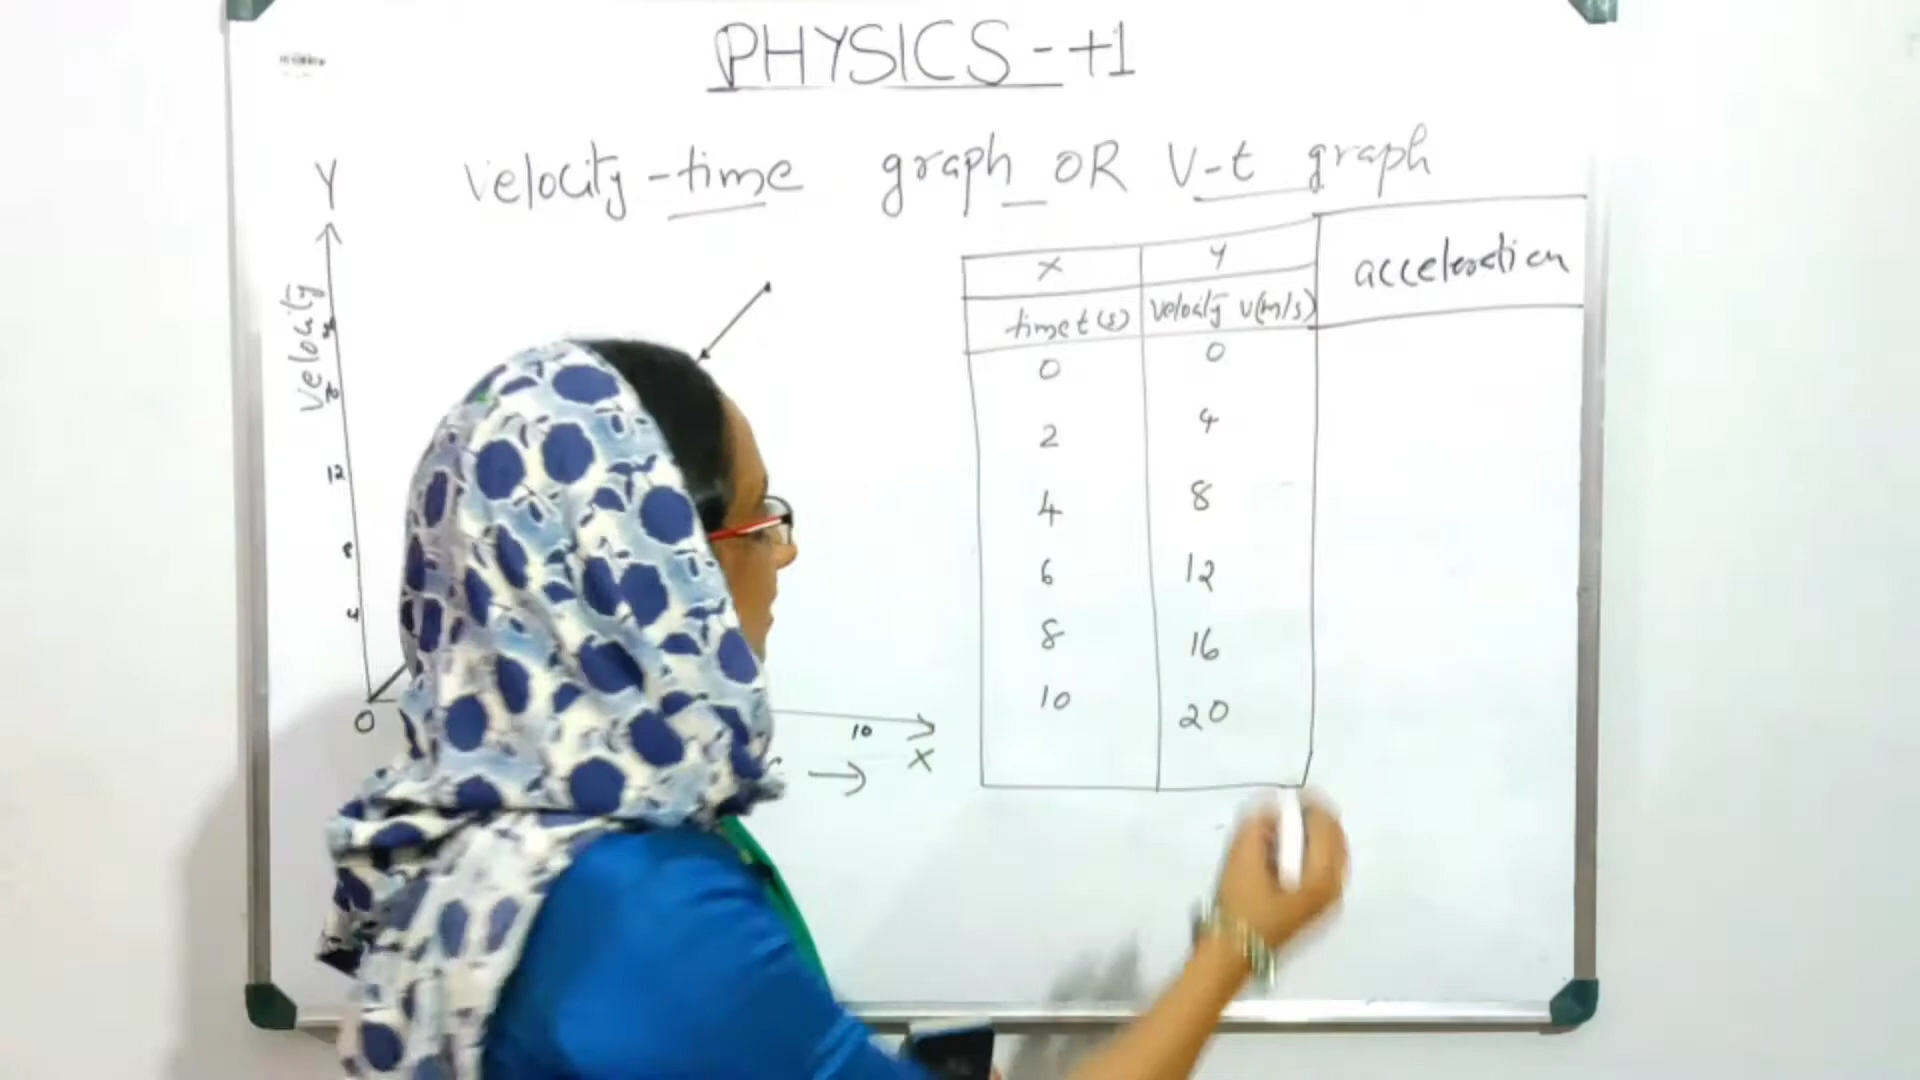 PHYSICS-+1
velocity-time graph OR V-t graph
Y
velocity
12
8
4
0
10
X
X Y acceleration
time t(s) velocity v(m/s)
0 0
2 4
4 8
6 12
8 16
10 20